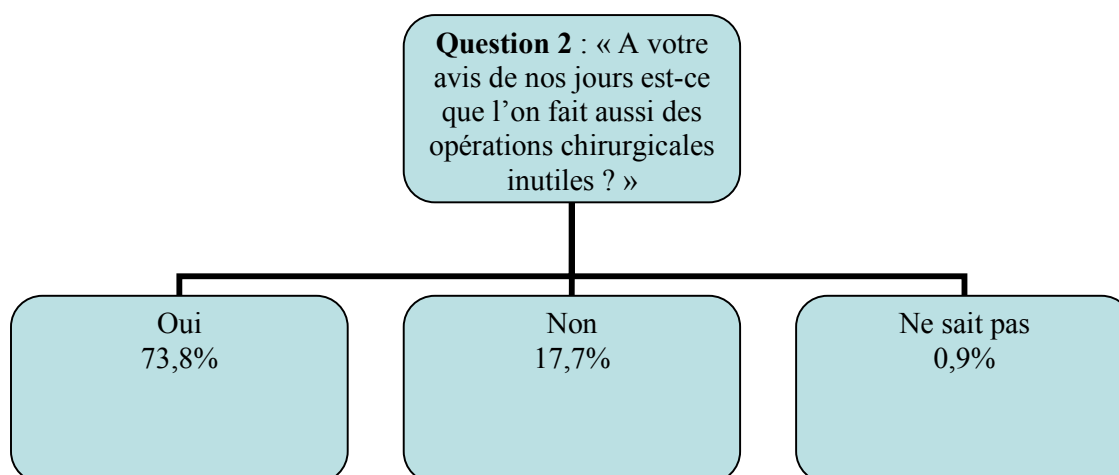 Question 2 : « A votre
avis de nos jours est-ce
que l’on fait aussi des
opérations chirurgicales
inutiles ? »
Oui
73,8%
Non
17,7%
Ne sait pas
0,9%